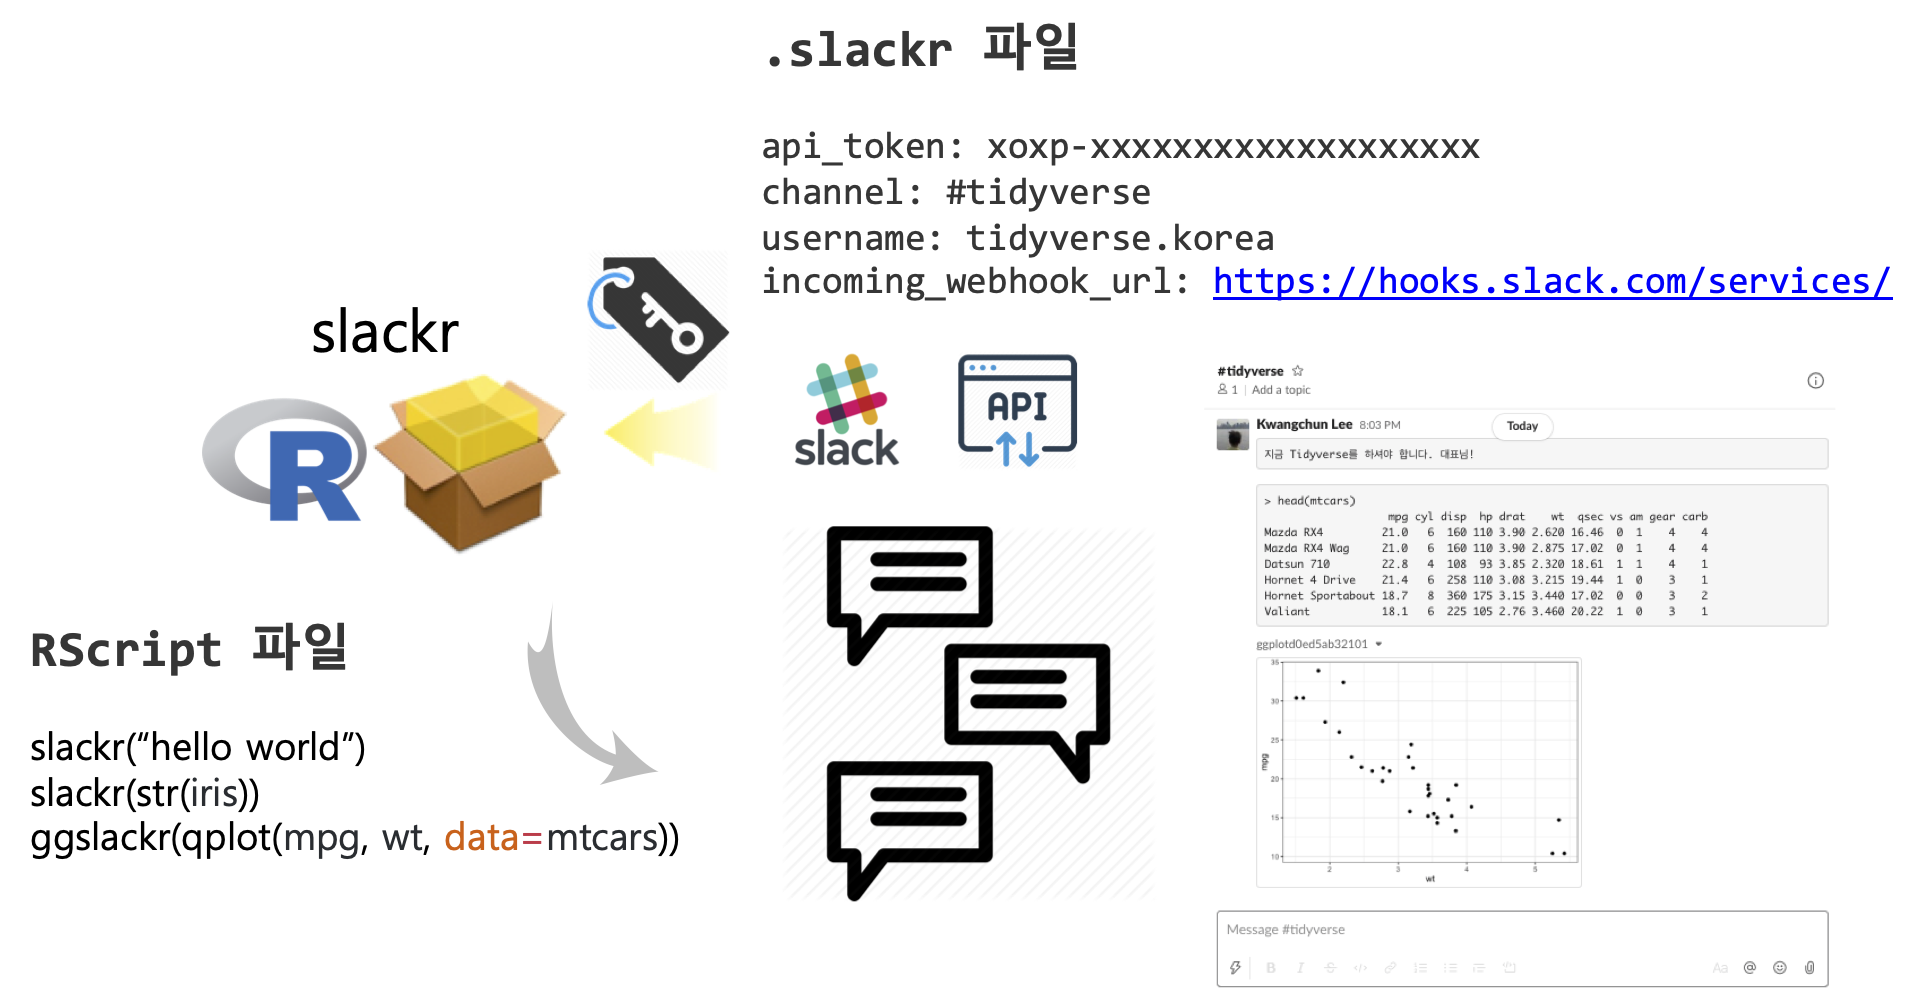 .slackr 파일
api_token: xoxp-xxxxxxxxxxxxxxxxxxx
channel: #tidyverse
username: tidyverse.korea
incoming_webhook_url: https://hooks.slack.com/services/
slackr
R
slack
API
RScript 파일
slackr(“hello world”)
slackr(str(iris))
ggslackr(qplot(mpg, wt, data=mtcars))
#tidyverse
1 | Add a topic
Kwangchun Lee 8:03 PM
Today
지금 Tidyverse를 하셔야 합니다. 대표님!
> head(mtcars)
mpg cyl disp hp drat wt qsec vs am gear carb
Mazda RX4 21.0 6 160 110 3.90 2.620 16.46 0 1 4 4
Mazda RX4 Wag 21.0 6 160 110 3.90 2.875 17.02 0 1 4 4
Datsun 710 22.8 4 108 93 3.85 2.320 18.61 1 1 4 1
Hornet 4 Drive 21.4 6 258 110 3.08 3.215 19.44 1 0 3 1
Hornet Sportabout 18.7 8 360 175 3.15 3.440 17.02 0 0 3 2
Valiant 18.1 6 225 105 2.76 3.460 20.22 1 0 3 1
ggplotd0ed5ab32101
35
30
25
20
15
10
mpg
2 3 4 5
wt
Message #tidyverse
B I S </> Aa @